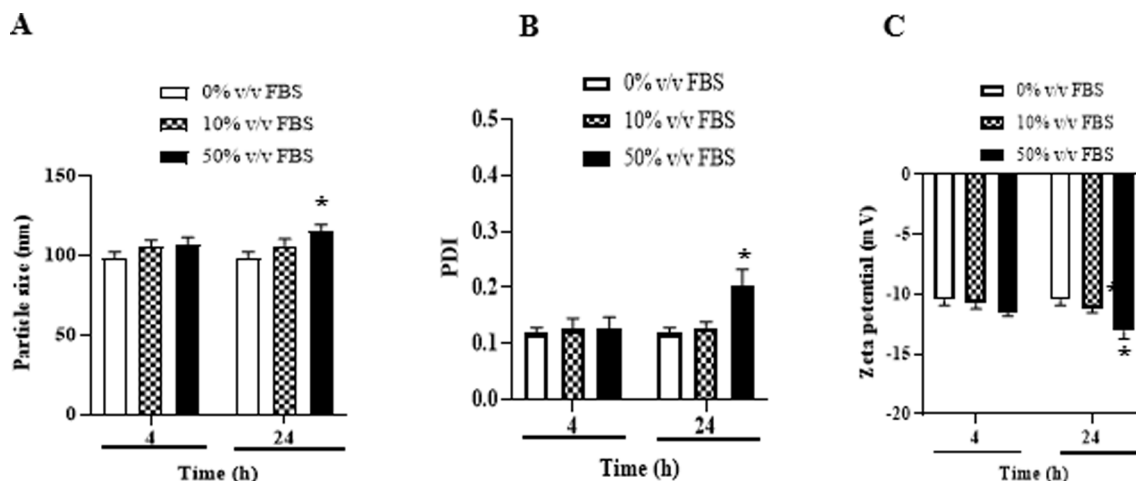 A
0% v/v FBS
10% v/v FBS
50% v/v FBS
150
100
50
0
Particle size (nm)
*
4
24
Time (h)
B
0% v/v FBS
10% v/v FBS
50% v/v FBS
0.5
0.4
0.3
0.2
0.1
0.0
PDI
*
4
24
Time (h)
C
0% v/v FBS
10% v/v FBS
50% v/v FBS
0
-5
-10
-15
-20
Zeta potential (m V)
*
*
4
24
Time (h)